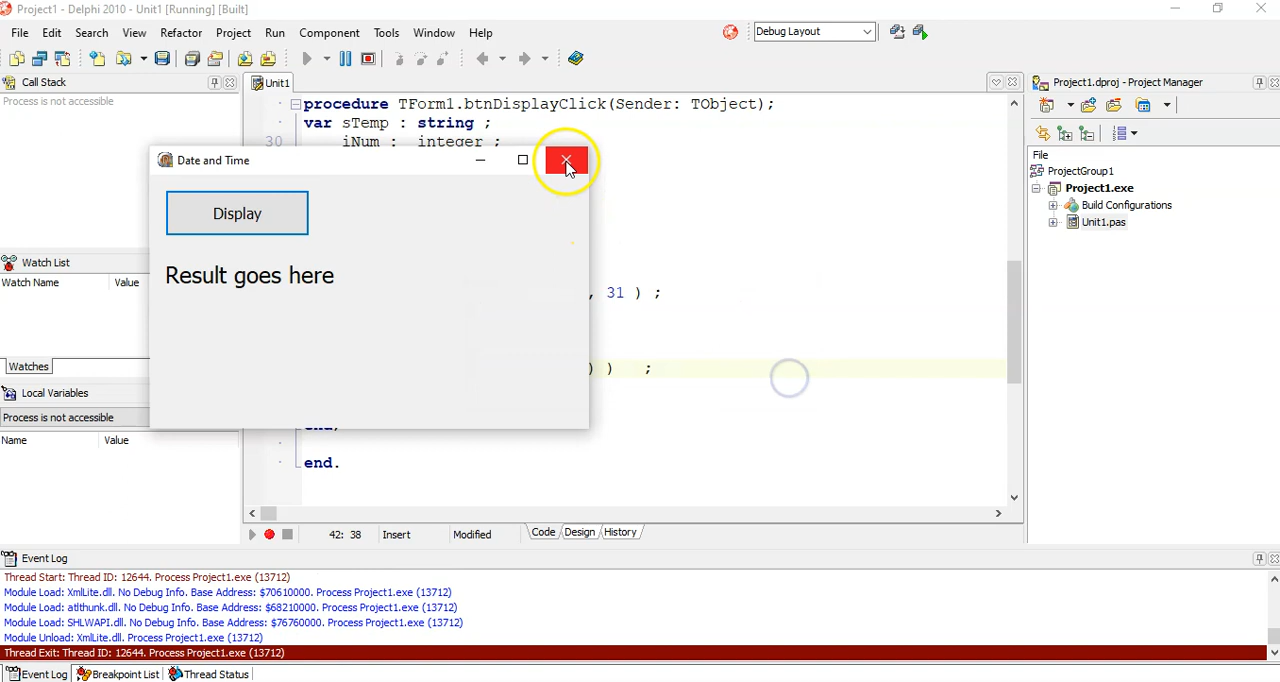 Project1 - Delphi 2010 - Unit1 [Running] [Built]
File Edit Search View Refactor Project Run Component Tools Window Help
Debug Layout
Call Stack
Process is not accessible
Unit1
Project1.dproj - Project Manager
procedure TForm1.btnDisplayClick(Sender: TObject);
var sTemp : string ;
30 iNum : integer ;
Date and Time
Display
Result goes here
, 31 ) ;
) ) ;
end.
File
ProjectGroup1
Project1.exe
Build Configurations
Unit1.pas
Watch List
Watch Name Value
Watches
Local Variables
Process is not accessible
Name Value
42: 38 Insert Modified Code Design History
Event Log
Thread Start: Thread ID: 12644. Process Project1.exe (13712)
Module Load: XmlLite.dll. No Debug Info. Base Address: $70610000. Process Project1.exe (13712)
Module Load: atlthunk.dll. No Debug Info. Base Address: $68210000. Process Project1.exe (13712)
Module Load: SHLWAPI.dll. No Debug Info. Base Address: $76760000. Process Project1.exe (13712)
Module Unload: XmlLite.dll. Process Project1.exe (13712)
Thread Exit: Thread ID: 12644. Process Project1.exe (13712)
Event Log Breakpoint List Thread Status